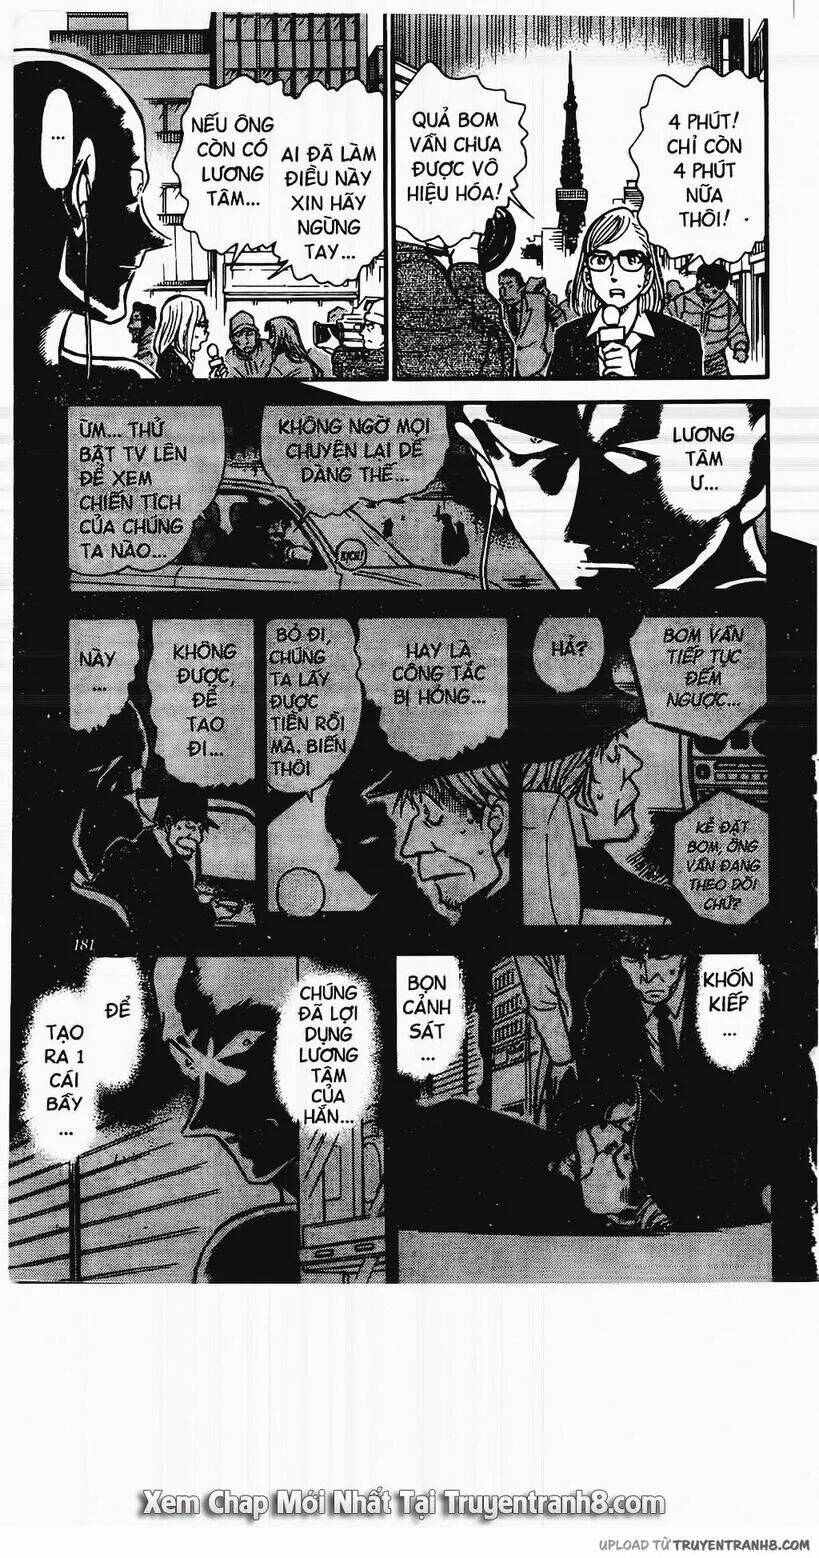 4 PHÚT!
CHỈ CÒN
4 PHÚT
NỮA
THÔI!
QUẢ BOM
VẪN CHƯA
ĐƯỢC VÔ
HIỆU HÓA!
AI ĐÃ LÀM
ĐIỀU NÀY
XIN HÃY
NGỪNG
TAY...
NẾU ÔNG
CÒN CÓ
LƯƠNG
TÂM...
...
LƯƠNG
TÂM
Ư...
KHÔNG NGỜ MỌI
CHUYỆN LẠI DỄ
DÀNG THẾ...
KỊCH!
ỪM... THỬ
BẬT TV LÊN
ĐỂ XEM
CHIẾN TÍCH
CỦA CHÚNG
TA NÀO...
BOM VẪN
TIẾP TỤC
ĐẾM
NGƯỢC...
HẢ?
KẺ ĐẶT
BOM, ÔNG
VẪN ĐANG
THEO DÕI
CHỨ?
HAY LÀ
CÔNG TẮC
BỊ HỎNG...
BỎ ĐI,
CHÚNG
TA LẤY
ĐƯỢC
TIỀN RỒI
MÀ. BIẾN
THÔI
KHÔNG
ĐƯỢC,
ĐỂ
TAO
ĐI...
NÀY
...
181
KHỐN
KIẾP
...
BỌN
CẢNH
SÁT
...
CHÚNG
ĐÃ LỢI
DỤNG
LƯƠNG
TÂM
CỦA
HẮN...
ĐỂ
TẠO
RA 1
CÁI
BẪY
...
Xem Chap Mới Nhất Tại Truyentranh8.com
UPLOAD TỪ TRUYENTRANH8.COM